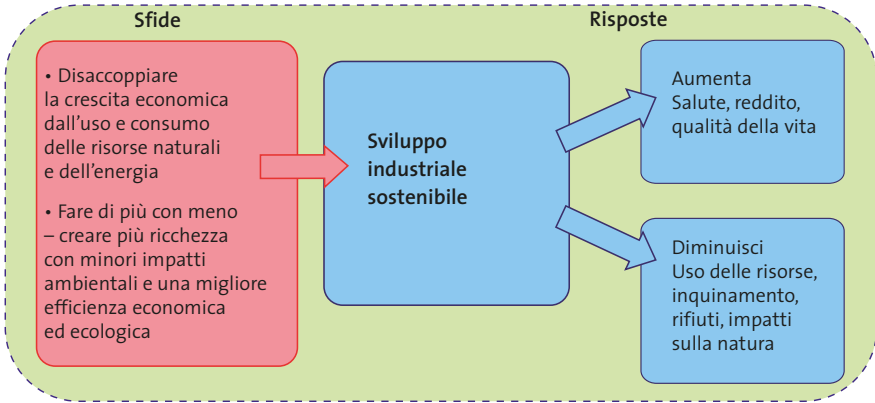 Sfide
Risposte
• Disaccoppiare
la crescita economica
dall'uso e consumo
delle risorse naturali
e dell'energia
• Fare di più con meno
– creare più ricchezza
con minori impatti
ambientali e una migliore
efficienza economica
ed ecologica
Sviluppo
industriale
sostenibile
Aumenta
Salute, reddito,
qualità della vita
Diminuisci
Uso delle risorse,
inquinamento,
rifiuti, impatti
sulla natura